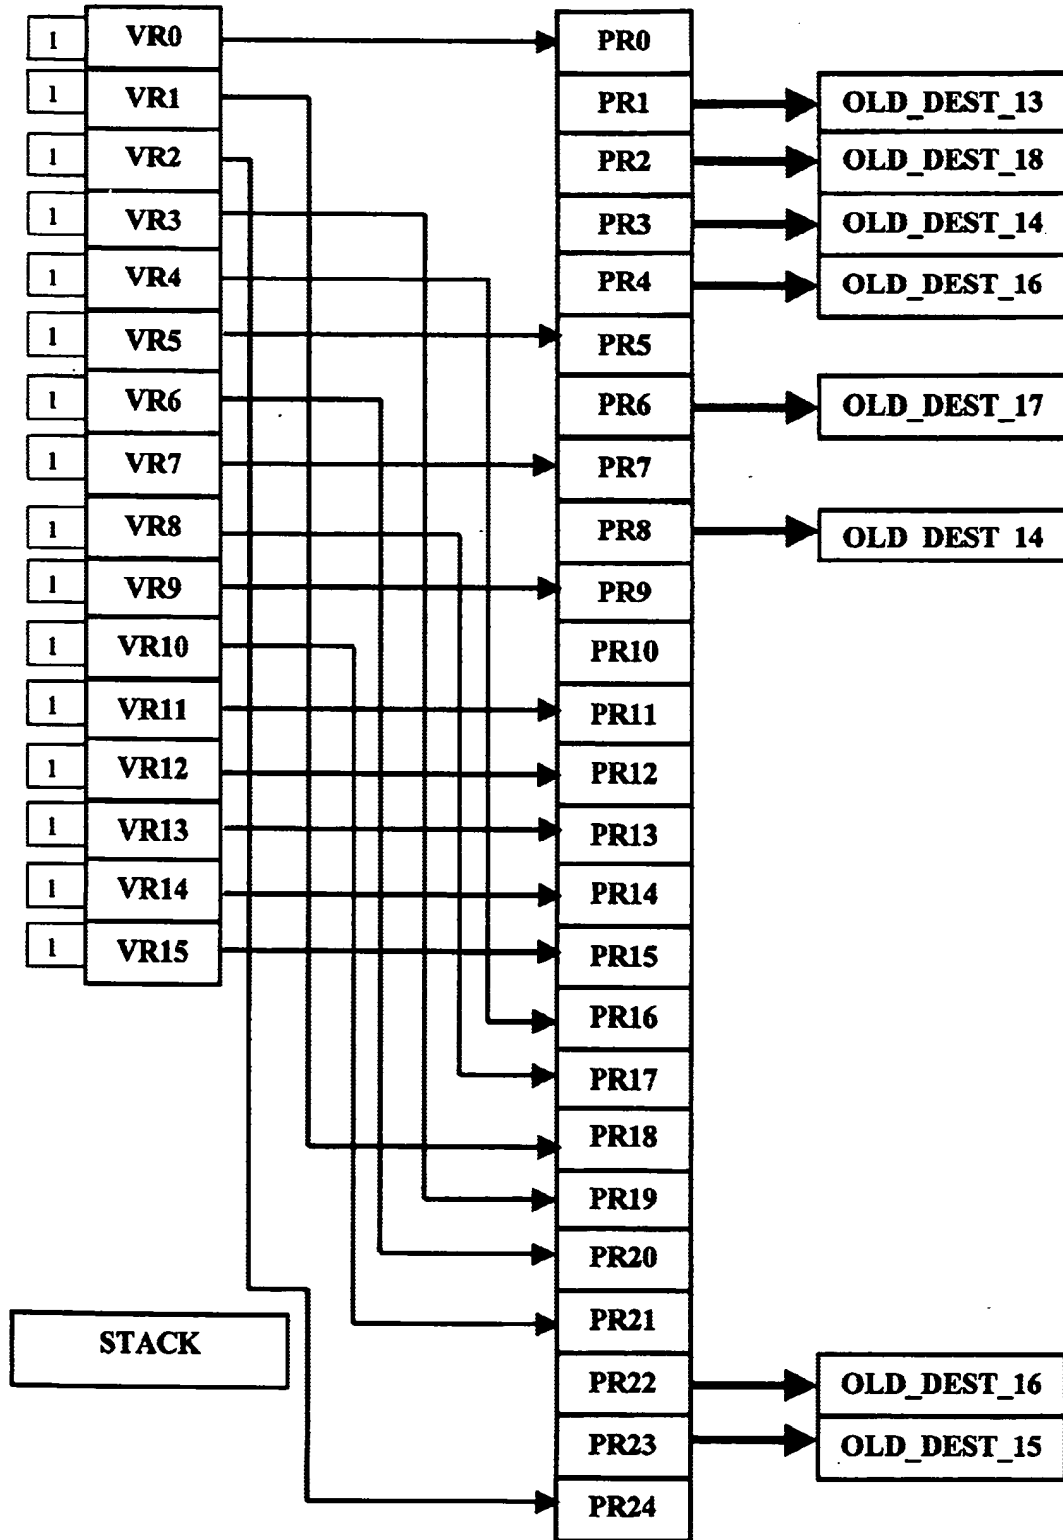 1 VR0 PR0
1 VR1 PR1 OLD_DEST_13
1 VR2 PR2 OLD_DEST_18
1 VR3 PR3 OLD_DEST_14
1 VR4 PR4 OLD_DEST_16
1 VR5 PR5
1 VR6 PR6 OLD_DEST_17
1 VR7 PR7
1 VR8 PR8 OLD DEST 14
1 VR9 PR9
1 VR10 PR10
1 VR11 PR11
1 VR12 PR12
1 VR13 PR13
1 VR14 PR14
1 VR15 PR15
PR16
PR17
PR18
PR19
PR20
PR21
STACK
PR22 OLD_DEST_16
PR23 OLD_DEST_15
PR24